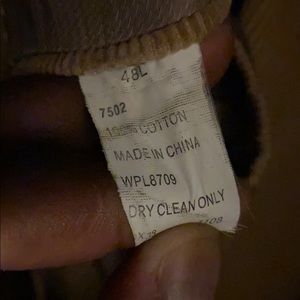 48L
7502
100% COTTON
MADE IN CHINA
WPL8709
DRY CLEAN ONLY